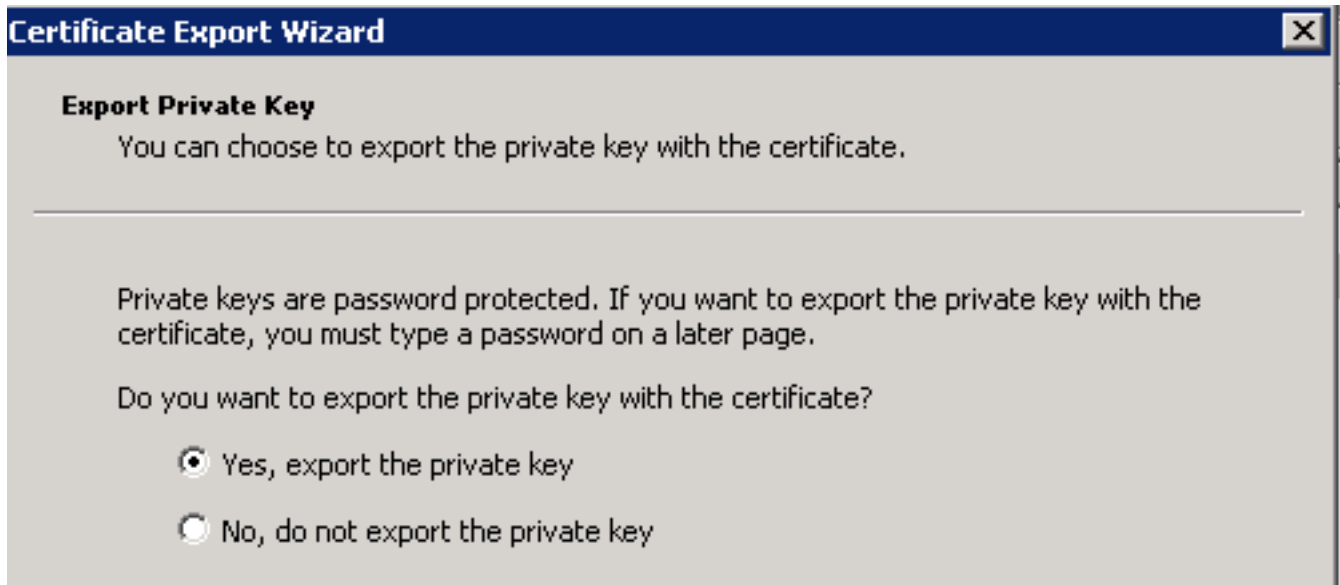 Certificate Export Wizard
Export Private Key
You can choose to export the private key with the certificate.
Private keys are password protected. If you want to export the private key with the
certificate, you must type a password on a later page.
Do you want to export the private key with the certificate?
Yes, export the private key
No, do not export the private key